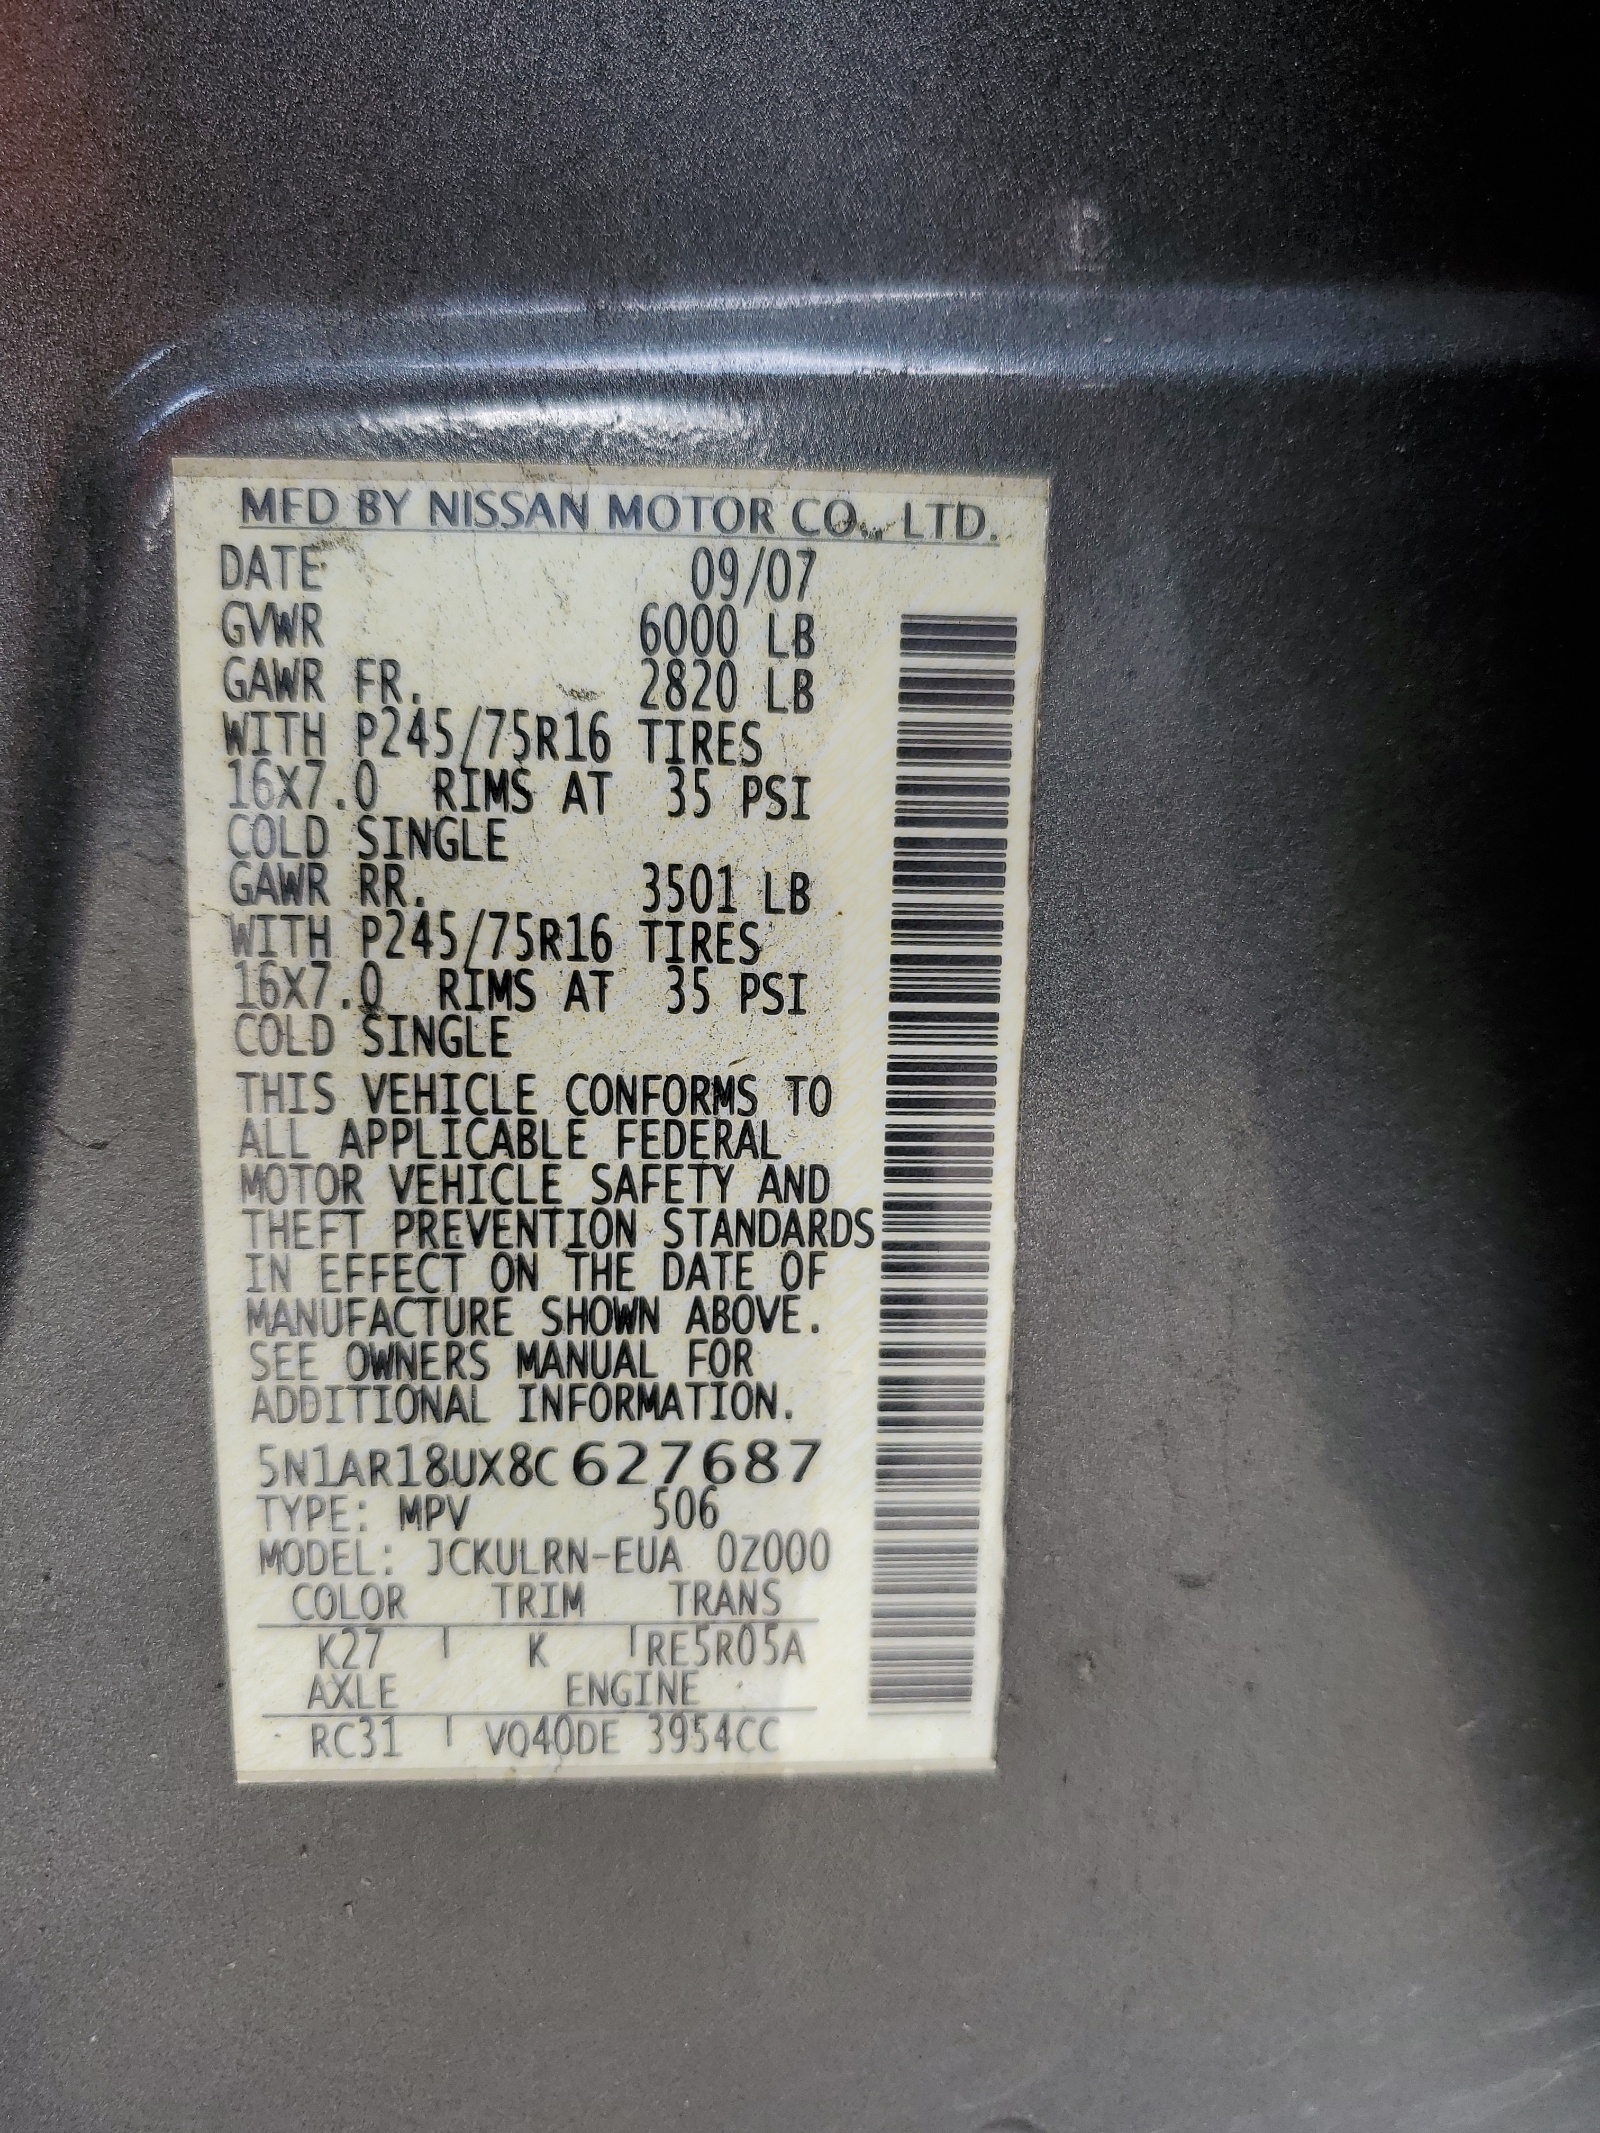 MFD BY NISSAN MOTOR CO., LTD.
DATE 09/07
GVWR 6000 LB
GAWR FR. 2820 LB
WITH P245/75R16 TIRES
16X7.0 RIMS AT 35 PSI
COLD SINGLE
GAWR RR. 3501 LB
WITH P245/75R16 TIRES
16X7.0 RIMS AT 35 PSI
COLD SINGLE
THIS VEHICLE CONFORMS TO
ALL APPLICABLE FEDERAL
MOTOR VEHICLE SAFETY AND
THEFT PREVENTION STANDARDS
IN EFFECT ON THE DATE OF
MANUFACTURE SHOWN ABOVE.
SEE OWNERS MANUAL FOR
ADDITIONAL INFORMATION.
5N1AR18UX8C627687
TYPE: MPV 506
MODEL: JCKULRN-EUA 0Z000
COLOR TRIM TRANS
K27 K RE5R05A
AXLE ENGINE
RC31 VQ40DE 3954CC